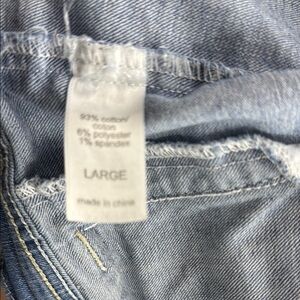 93% cotton/
coton
6% polyester
1% spandex
LARGE
made in china